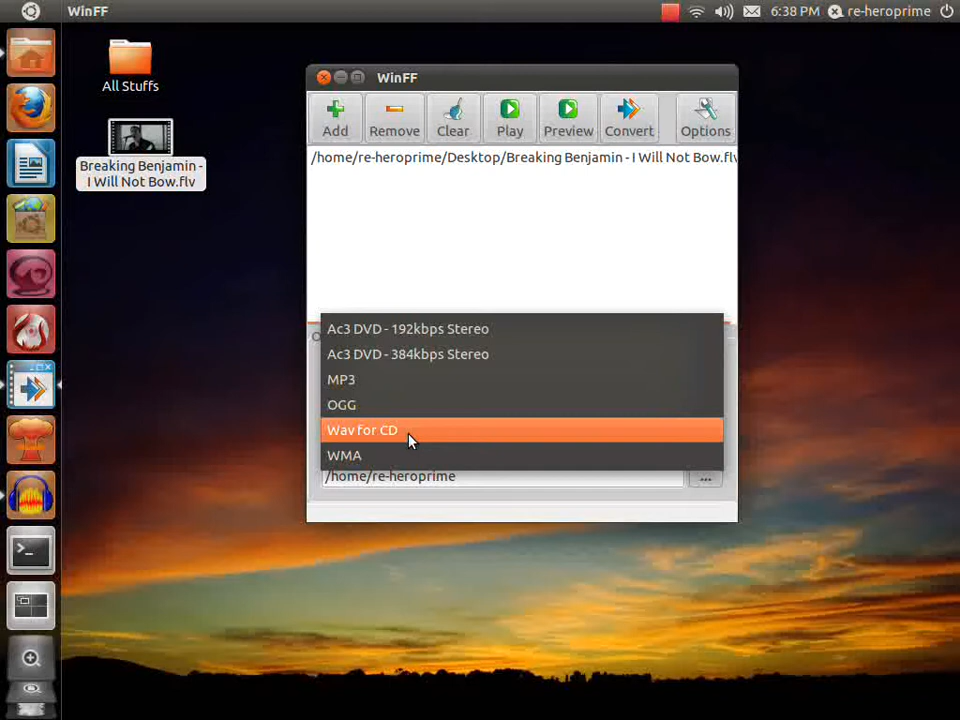 WinFF
6:38 PM
re-heroprime
All Stuffs
Breaking Benjamin -
I Will Not Bow.flv
WinFF
Add
Remove
Clear
Play
Preview
Convert
Options
/home/re-heroprime/Desktop/Breaking Benjamin - I Will Not Bow.flv
O
Ac3 DVD - 192kbps Stereo
Ac3 DVD - 384kbps Stereo
MP3
OGG
Wav for CD
WMA
/home/re-heroprime
...